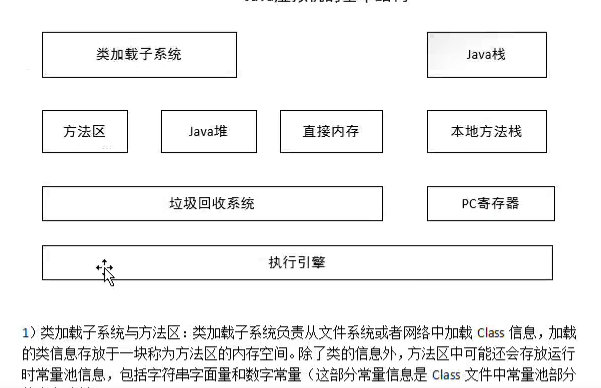 类加载子系统
Java栈
方法区
Java堆
直接内存
本地方法栈
垃圾回收系统
PC寄存器
执行引擎
1）类加载子系统与方法区：类加载子系统负责从文件系统或者网络中加载 Class 信息，加载
的类信息存放于一块称为方法区的内存空间。除了类的信息外，方法区中可能还会存放运行
时常量池信息，包括字符串字面量和数字常量（这部分常量信息是 Class 文件中常量池部分